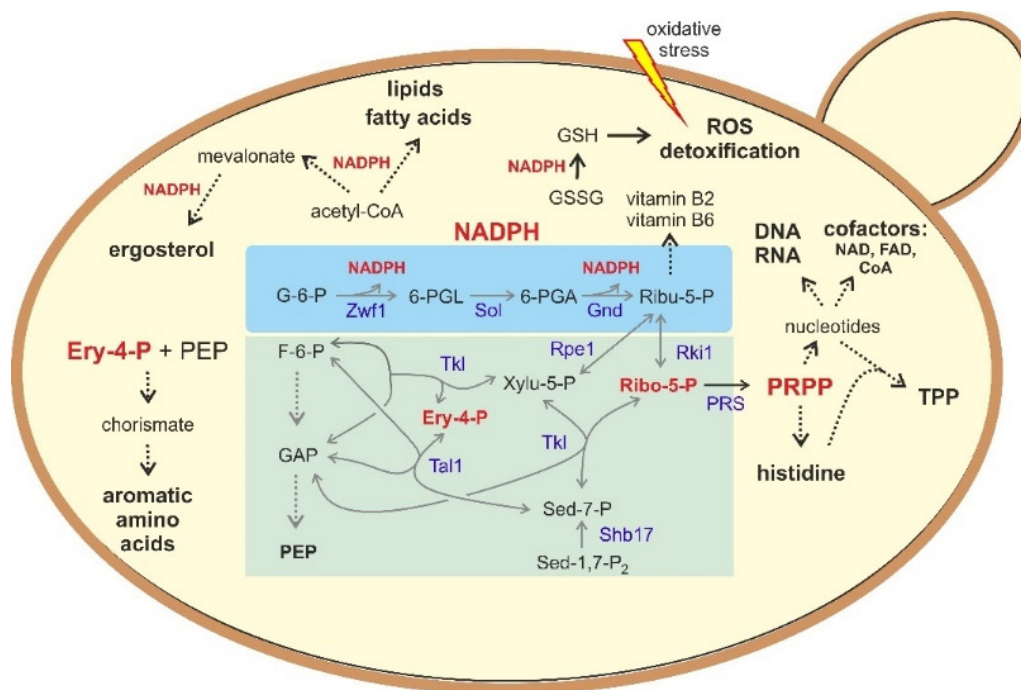 oxidative
stress
lipids
fatty acids
GSH
ROS
detoxification
mevalonate
NADPH
NADPH
NADPH
acetyl-CoA
GSSG
vitamin B2
vitamin B6
ergosterol
NADPH
DNA
RNA
cofactors:
NAD, FAD,
CoA
NADPH
NADPH
G-6-P
6-PGL
6-PGA
Ribu-5-P
Zwf1
Sol
Gnd
nucleotides
Ery-4-P + PEP
F-6-P
Tkl
Xylu-5-P
Rpe1
Rki1
Ribo-5-P
PRS
PRPP
TPP
Ery-4-P
chorismate
GAP
Tal1
Tkl
histidine
aromatic
amino
acids
PEP
Sed-7-P
Shb17
Sed-1,7-P₂